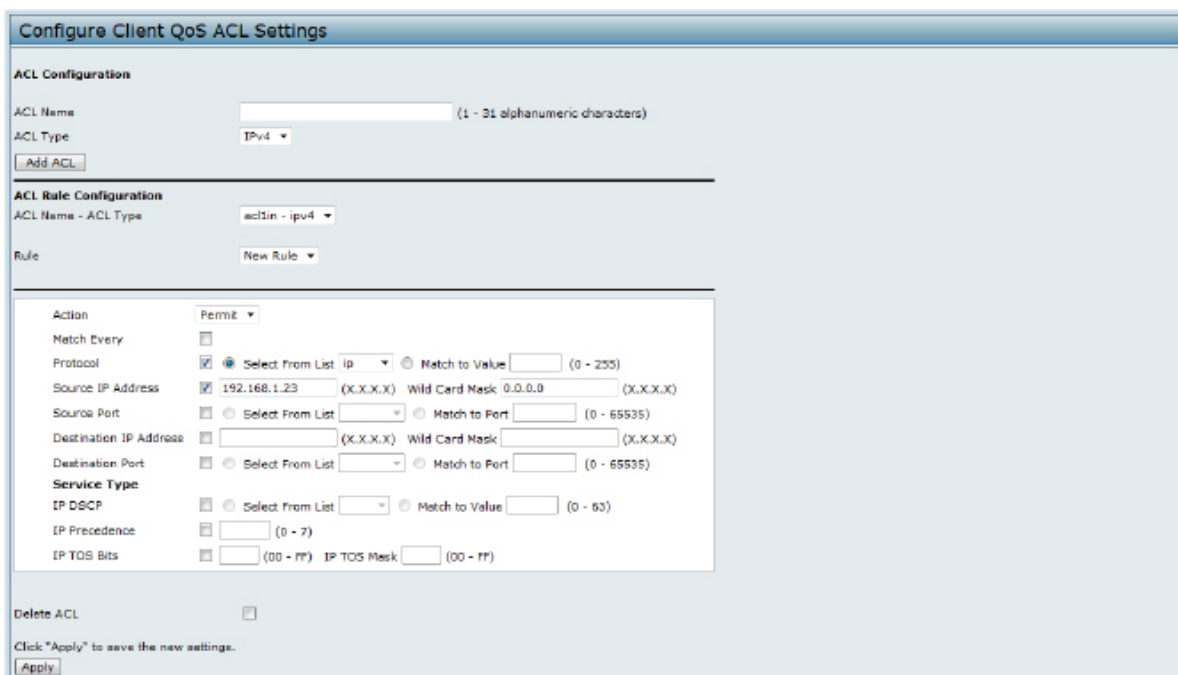 Configure Client QoS ACL Settings
ACL Configuration
ACL Name (1 - 31 alphanumeric characters)
ACL Type IPv4
Add ACL
ACL Rule Configuration
ACL Name - ACL Type acl1in - ipv4
Rule New Rule
Action Permit
Match Every
Protocol Select From List ip Match to Value (0 - 255)
Source IP Address 192.168.1.23 (X.X.X.X) Wild Card Mask 0.0.0.0 (X.X.X.X)
Source Port Select From List Match to Port (0 - 65535)
Destination IP Address (X.X.X.X) Wild Card Mask (X.X.X.X)
Destination Port Select From List Match to Port (0 - 65535)
Service Type
IP DSCP Select From List Match to Value (0 - 63)
IP Precedence (0 - 7)
IP TOS Bits (00 - FF) IP TOS Mask (00 - FF)
Delete ACL
Click "Apply" to save the new settings.
Apply